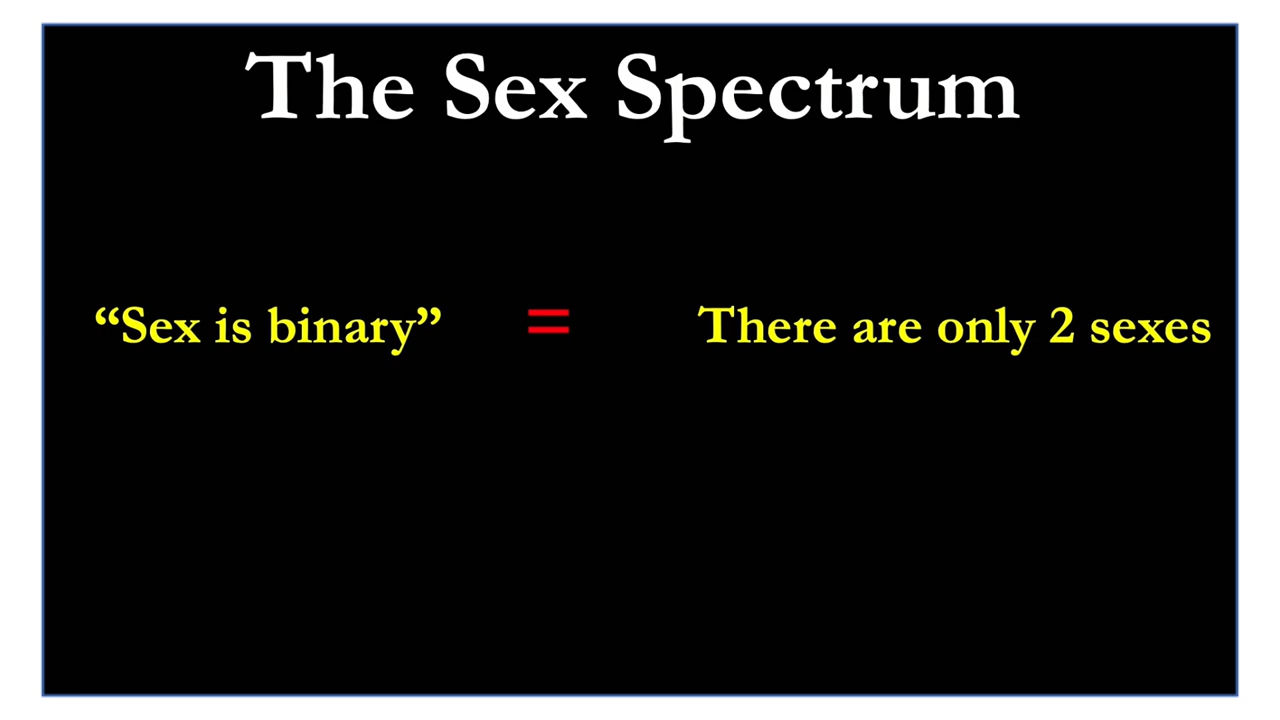 The Sex Spectrum
“Sex is binary” = There are only 2 sexes